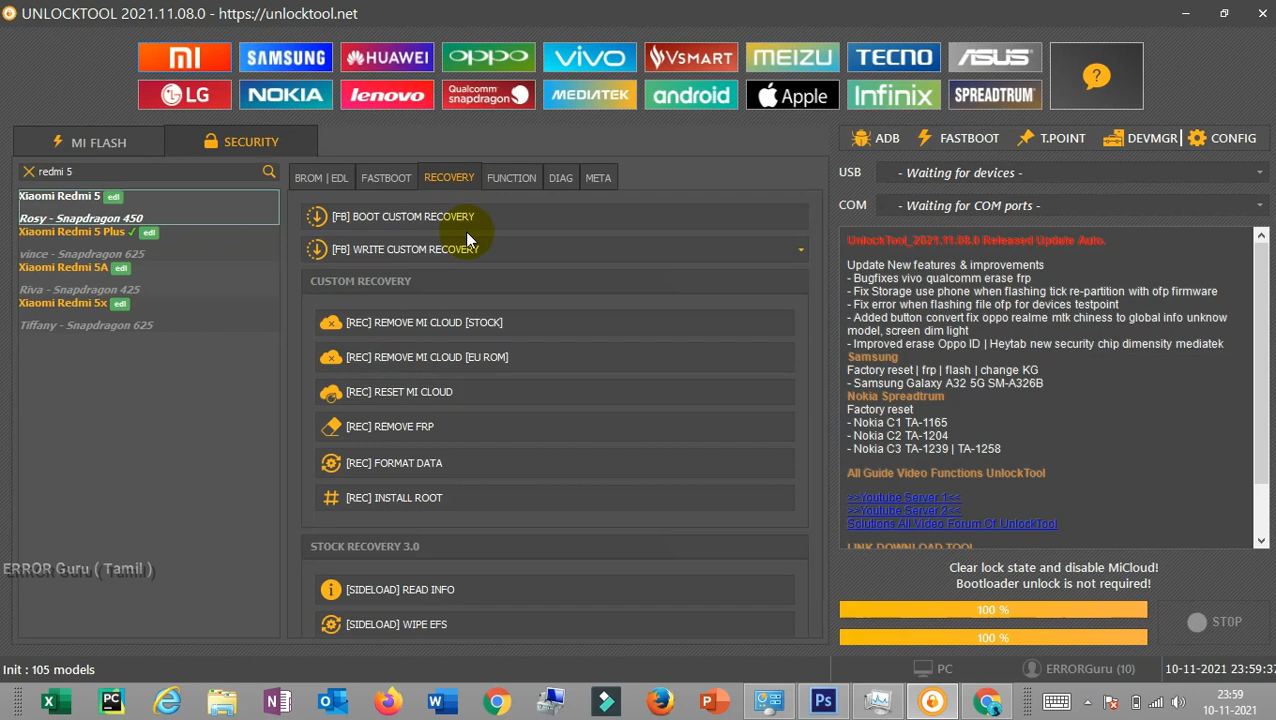 UNLOCKTOOL 2021.11.08.0 - https://unlocktool.net
MI SAMSUNG HUAWEI oppo vivo VSMART MEIZU TECNO ASUS
LG NOKIA lenovo Qualcomm snapdragon MEDIATEK android Apple Infinix SPREADTRUM ?
MI FLASH SECURITY
ADB FASTBOOT T.POINT DEVMGR CONFIG
redmi 5
BROM | EDL FASTBOOT RECOVERY FUNCTION DIAG META
USB - Waiting for devices -
COM - Waiting for COM ports -
Xiaomi Redmi 5 edl
Rosy - Snapdragon 450
Xiaomi Redmi 5 Plus ✓ edl
vince - Snapdragon 625
Xiaomi Redmi 5A edl
Riva - Snapdragon 425
Xiaomi Redmi 5x edl
Tiffany - Snapdragon 625
[FB] BOOT CUSTOM RECOVERY
[FB] WRITE CUSTOM RECOVERY
CUSTOM RECOVERY
[REC] REMOVE MI CLOUD [STOCK]
[REC] REMOVE MI CLOUD [EU ROM]
[REC] RESET MI CLOUD
[REC] REMOVE FRP
[REC] FORMAT DATA
[REC] INSTALL ROOT
STOCK RECOVERY 3.0
[SIDELOAD] READ INFO
[SIDELOAD] WIPE EFS
UnlockTool_2021.11.08.0 Released Update Auto.
Update New features & improvements
- Bugfixes vivo qualcomm erase frp
- Fix Storage use phone when flashing tick re-partition with ofp firmware
- Fix error when flashing file ofp for devices testpoint
- Added button convert fix oppo realme mtk chiness to global info unknow
model, screen dim light
- Improved erase Oppo ID | Heytab new security chip dimensity mediatek
Samsung
Factory reset | frp | flash | change KG
- Samsung Galaxy A32 5G SM-A326B
Nokia Spreadtrum
Factory reset
- Nokia C1 TA-1165
- Nokia C2 TA-1204
- Nokia C3 TA-1239 | TA-1258
All Guide Video Functions UnlockTool
>>Youtube Server 1<<
>>Youtube Server 2<<
Solutions All Video Forum Of UnlockTool
LINK DOWNLOAD TOOL
ERROR Guru ( Tamil )
Clear lock state and disable MiCloud!
Bootloader unlock is not required!
100 %
100 %
STOP
Init : 105 models
PC ERRORGuru (10) 10-11-2021 23:59:37
23:59
10-11-2021